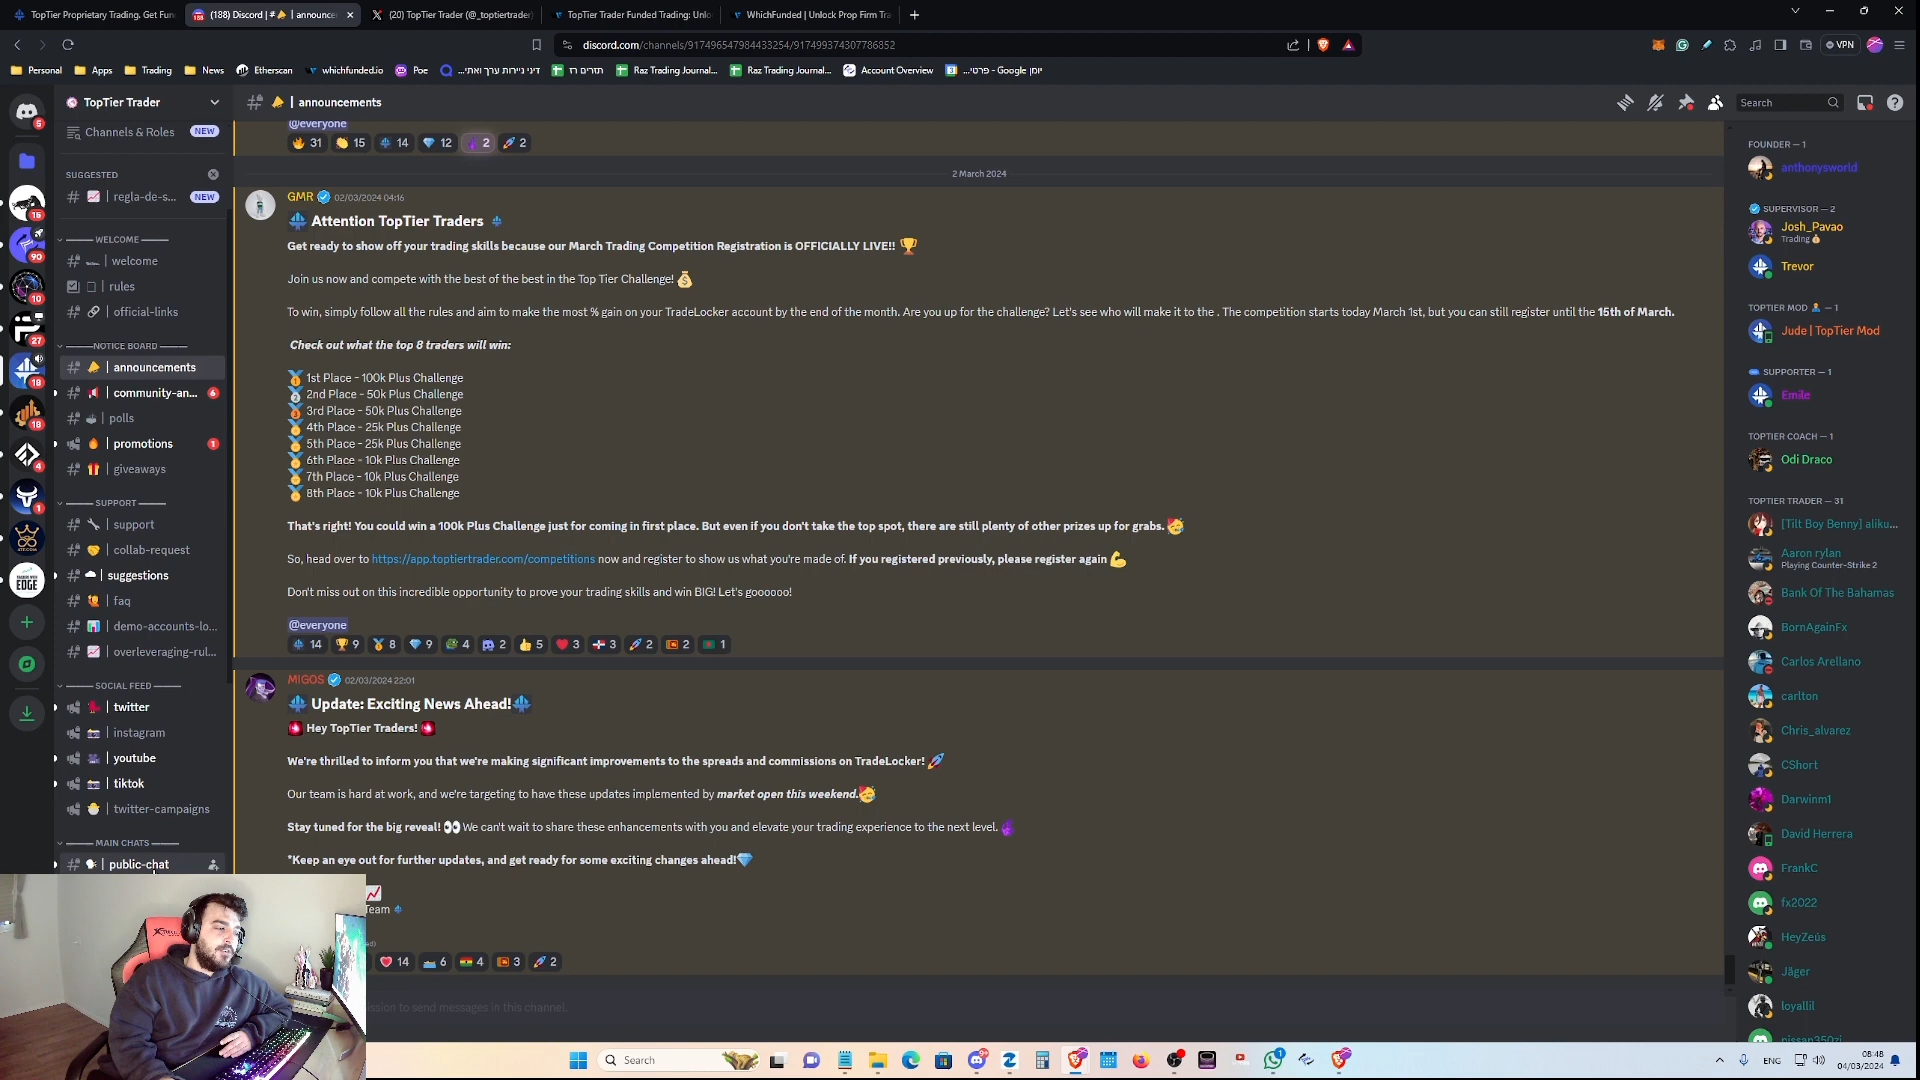 TopTier Proprietary Trading. Get Fun
(188) Discord | # | announce
(20) TopTier Trader (@_toptiertrader)
TopTier Trader Funded Trading: Unlo
WhichFunded | Unlock Prop Firm Tra
discord.com/channels/917496547984433254/917499374307786852
VPN
Personal
Apps
Trading
News
Etherscan
whichfunded.io
Poe
דיני ניירות ערך ואתי...
תזרים רז
Raz Trading Journal...
Raz Trading Journal...
Account Overview
יומן Google - פרטי...
TopTier Trader
# | announcements
Search
Channels & Roles NEW
SUGGESTED
# | regla-de-s... NEW
WELCOME
# | welcome
| rules
# | official-links
NOTICE BOARD
# | announcements
# | community-an... 6
# | polls
| promotions 1
# | giveaways
SUPPORT
# | support
# | collab-request
# | suggestions
# | faq
# | demo-accounts-lo...
# | overleveraging-rul...
SOCIAL FEED
| twitter
| instagram
| youtube
| tiktok
| twitter-campaigns
MAIN CHATS
# | public-chat
5
15
90
10
27
18
18
4
1
EDGE
@everyone
31 15 14 12 2 2
2 March 2024
GMR 02/03/2024 04:16
Attention TopTier Traders
Get ready to show off your trading skills because our March Trading Competition Registration is OFFICIALLY LIVE!!
Join us now and compete with the best of the best in the Top Tier Challenge!
To win, simply follow all the rules and aim to make the most % gain on your TradeLocker account by the end of the month. Are you up for the challenge? Let's see who will make it to the . The competition starts today March 1st, but you can still register until the 15th of March.
Check out what the top 8 traders will win:
1st Place - 100k Plus Challenge
2nd Place - 50k Plus Challenge
3rd Place - 50k Plus Challenge
4th Place - 25k Plus Challenge
5th Place - 25k Plus Challenge
6th Place - 10k Plus Challenge
7th Place - 10k Plus Challenge
8th Place - 10k Plus Challenge
That's right! You could win a 100k Plus Challenge just for coming in first place. But even if you don't take the top spot, there are still plenty of other prizes up for grabs.
So, head over to https://app.toptiertrader.com/competitions now and register to show us what you're made of. If you registered previously, please register again
Don't miss out on this incredible opportunity to prove your trading skills and win BIG! Let's goooooo!
@everyone
14 9 8 9 4 2 5 3 3 2 2 1
MIGOS 02/03/2024 22:01
Update: Exciting News Ahead!
Hey TopTier Traders!
We're thrilled to inform you that we're making significant improvements to the spreads and commissions on TradeLocker!
Our team is hard at work, and we're targeting to have these updates implemented by market open this weekend.
Stay tuned for the big reveal! We can't wait to share these enhancements with you and elevate your trading experience to the next level.
*Keep an eye out for further updates, and get ready for some exciting changes ahead!
Team
14 6 4 3 2
ission to send messages in this channel.
FOUNDER — 1
anthonysworld
SUPERVISOR — 2
Josh_Pavao
Trading
Trevor
TOPTIER MOD — 1
Jude | TopTier Mod
SUPPORTER — 1
Emile
TOPTIER COACH — 1
Odi Draco
TOPTIER TRADER — 31
[Tilt Boy Benny] aliku...
Aaron rylan
Playing Counter-Strike 2
Bank Of The Bahamas
BornAgainFx
Carlos Arellano
carlton
Chris_alvarez
CShort
Darwinm1
David Herrera
FrankC
fx2022
HeyZeús
Jäger
loyallil
nissan350zi
Search
ENG
08:48
04/03/2024